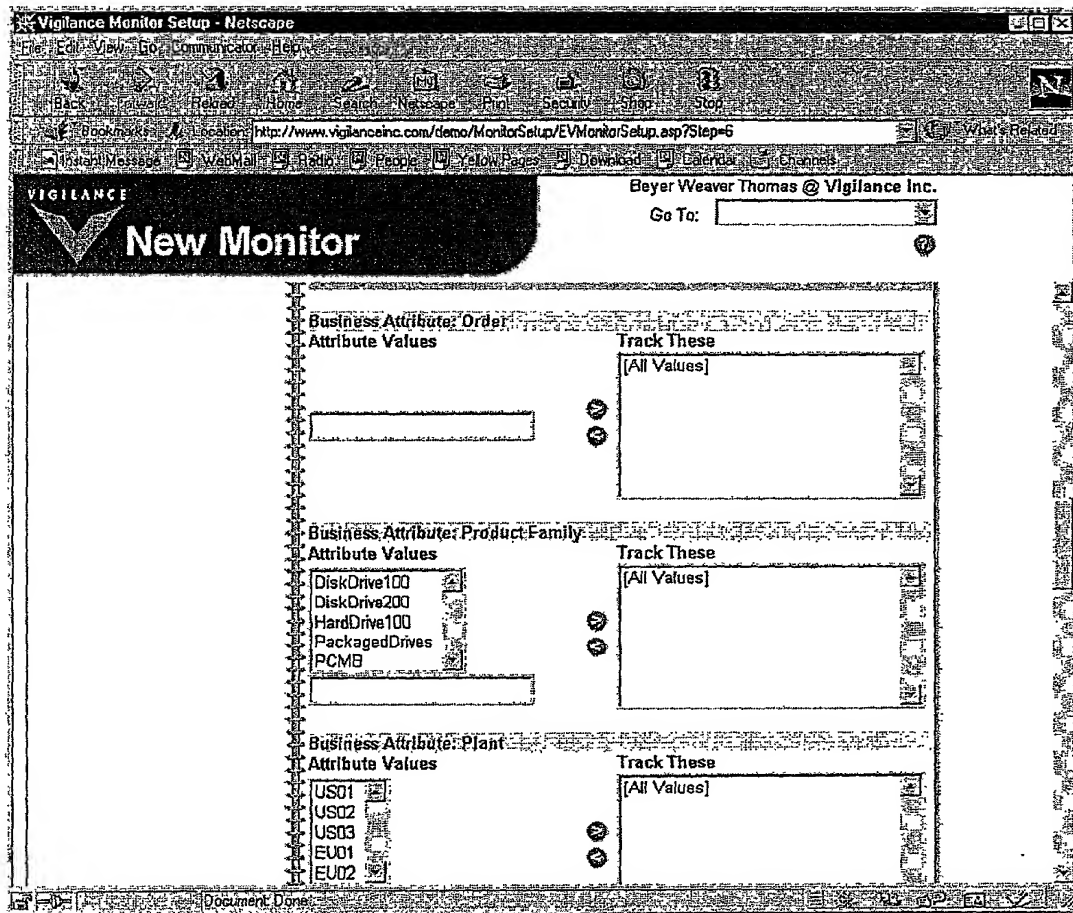 Vigilance Monitor Setup - Netscape
File Edit View Go Communicator Help
Back Forward Reload Home Search Netscape Print Security Shop Stop
Bookmarks Location: http://www.vigilanceinc.com/demo/MonitorSetup/EVMonitorSetup.asp?Step=6 What's Related
Instant Message WebMail Radio People Yellow Pages Download Calendar Channels
VIGILANCE
New Monitor
Beyer Weaver Thomas @ Vigilance Inc.
Go To:
Business Attribute: Order
Attribute Values Track These
[All Values]
Business Attribute: Product Family
Attribute Values Track These
DiskDrive100 [All Values]
DiskDrive200
HardDrive100
PackagedDrives
PCMB
Business Attribute: Plant
Attribute Values Track These
US01 [All Values]
US02
US03
EU01
EU02
Document: Done